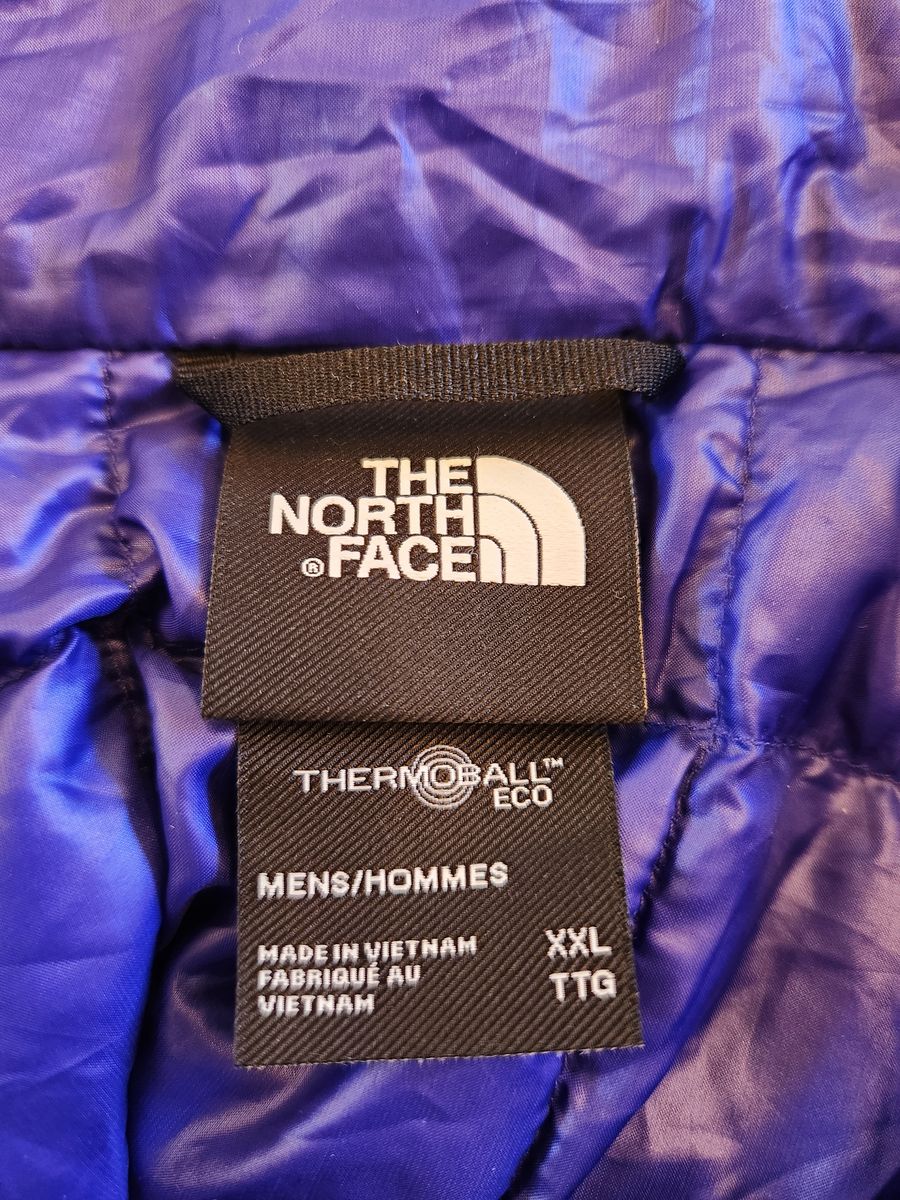 THE
NORTH
® FACE
THERMOBALL™
ECO
MENS/HOMMES
MADE IN VIETNAM
FABRIQUÉ AU
VIETNAM
XXL
TTG